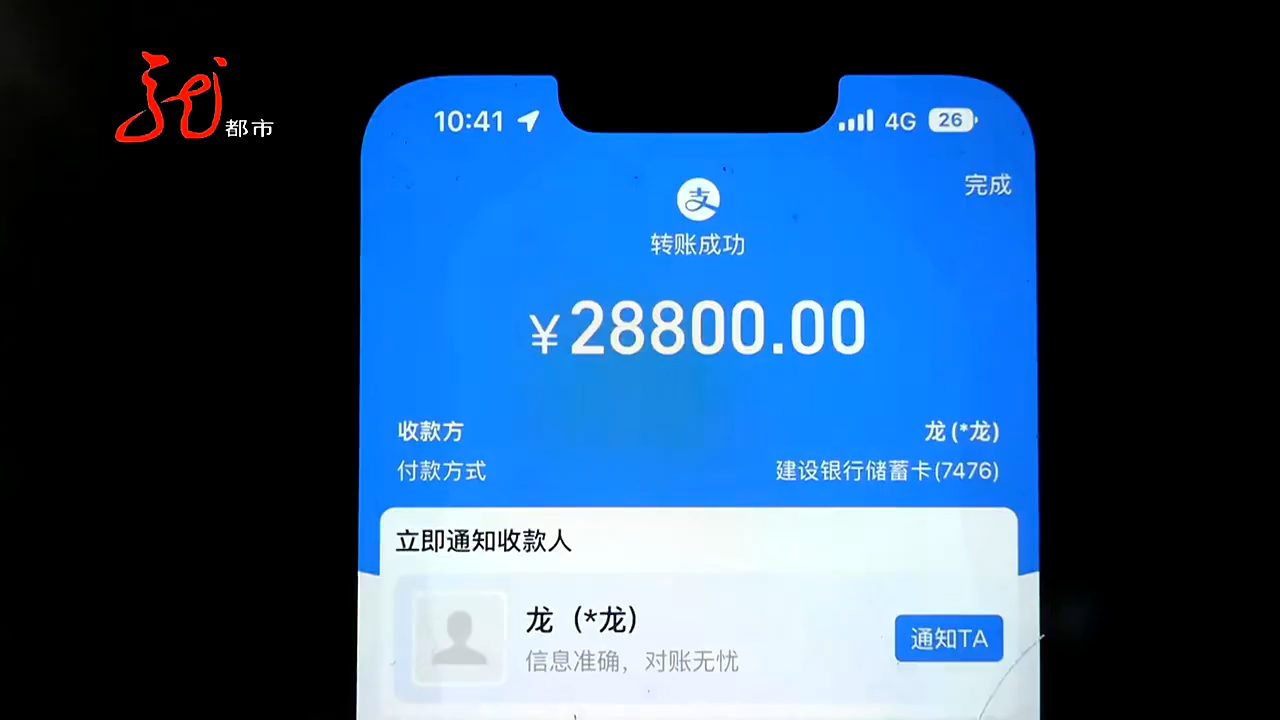 龙 都市
10:41 4G 26
完成
支
转账成功
¥28800.00
收款方 龙(*龙)
付款方式 建设银行储蓄卡(7476)
立即通知收款人
龙 (*龙)
信息准确，对账无忧
通知TA